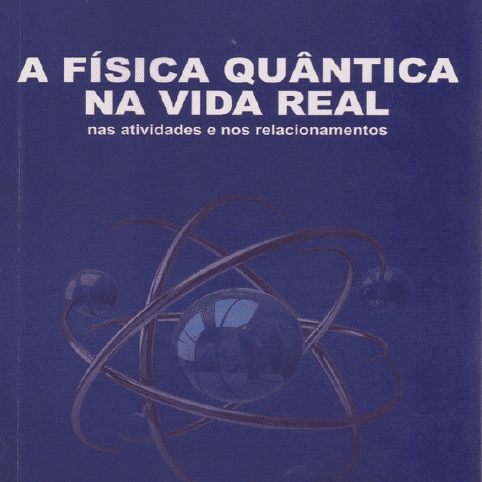 A FÍSICA QUÂNTICA
NA VIDA REAL
nas atividades e nos relacionamentos